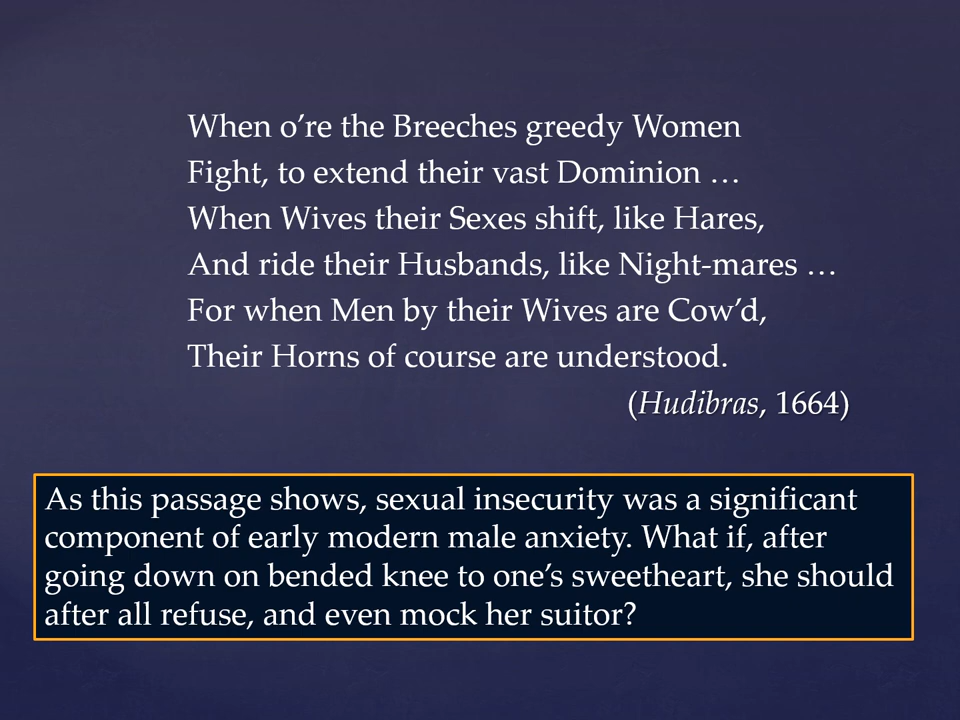 When o’re the Breeches greedy Women
Fight, to extend their vast Dominion …
When Wives their Sexes shift, like Hares,
And ride their Husbands, like Night-mares …
For when Men by their Wives are Cow’d,
Their Horns of course are understood.
(Hudibras, 1664)
As this passage shows, sexual insecurity was a significant
component of early modern male anxiety. What if, after
going down on bended knee to one’s sweetheart, she should
after all refuse, and even mock her suitor?